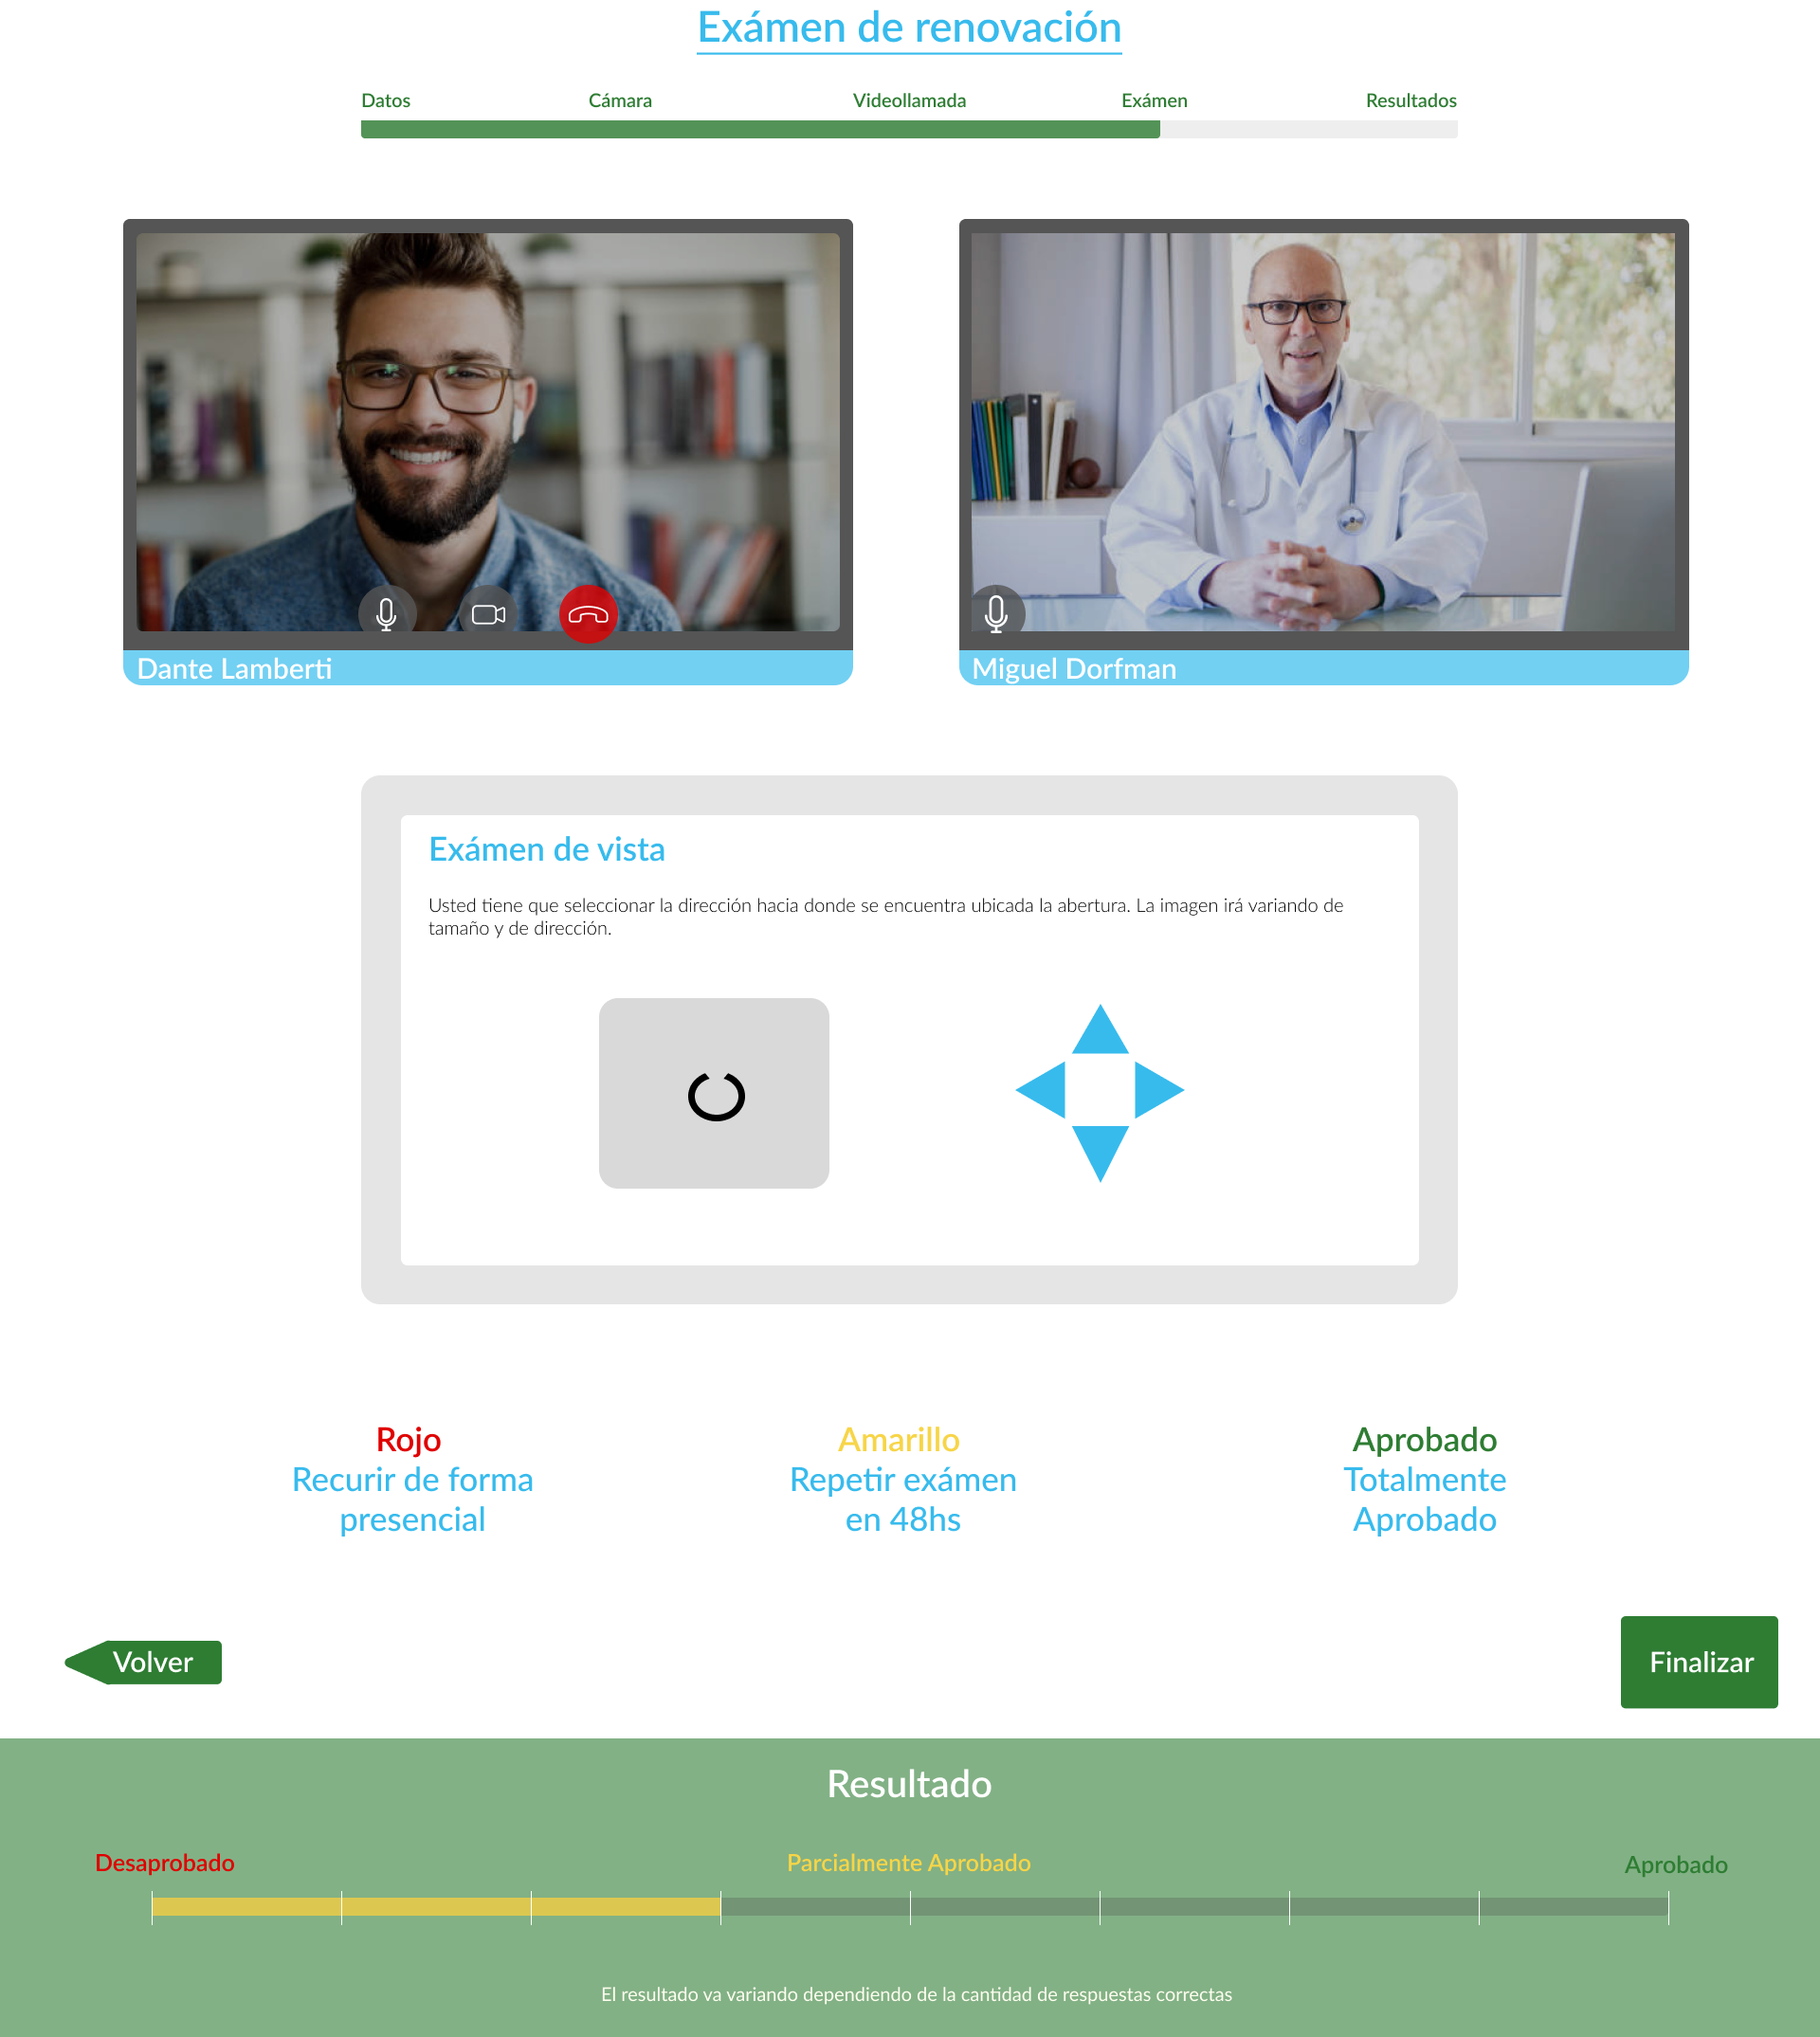 Exámen de renovación
Datos Cámara Videollamada Exámen Resultados
Dante Lamberti
Miguel Dorfman
Exámen de vista
Usted tiene que seleccionar la dirección hacia donde se encuentra ubicada la abertura. La imagen irá variando de
tamaño y de dirección.
Rojo
Recurir de forma
presencial
Amarillo
Repetir exámen
en 48hs
Aprobado
Totalmente
Aprobado
Volver
Finalizar
Resultado
Desaprobado
Parcialmente Aprobado
Aprobado
El resultado va variando dependiendo de la cantidad de respuestas correctas